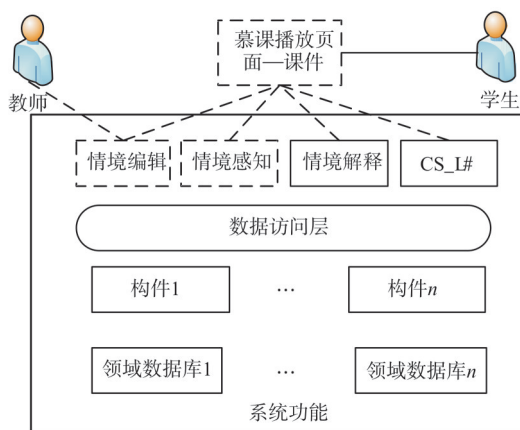 慕课播放页
面—课件
教师
学生
情境编辑
情境感知
情境解释
CS_L#
数据访问层
构件1
…
构件n
领域数据库1
…
领域数据库n
系统功能